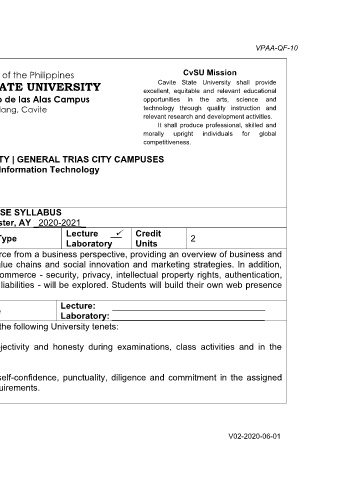 VPAA-QF-10
of the Philippines
ATE UNIVERSITY
de las Alas Campus
ang, Cavite
CvSU Mission
Cavite State University shall provide
excellent, equitable and relevant educational
opportunities in the arts, science and
technology through quality instruction and
relevant research and development activities.
It shall produce professional, skilled and
morally upright individuals for global
competitiveness.
TY | GENERAL TRIAS CITY CAMPUSES
Information Technology
SE SYLLABUS
ster, AY 2020-2021
Type
Lecture ✓
Laboratory
Credit
Units
2
rce from a business perspective, providing an overview of business and
lue chains and social innovation and marketing strategies. In addition,
ommerce - security, privacy, intellectual property rights, authentication,
liabilities - will be explored. Students will build their own web presence
Lecture:
Laboratory:
the following University tenets:
jectivity and honesty during examinations, class activities and in the
self-confidence, punctuality, diligence and commitment in the assigned
uirements.
V02-2020-06-01